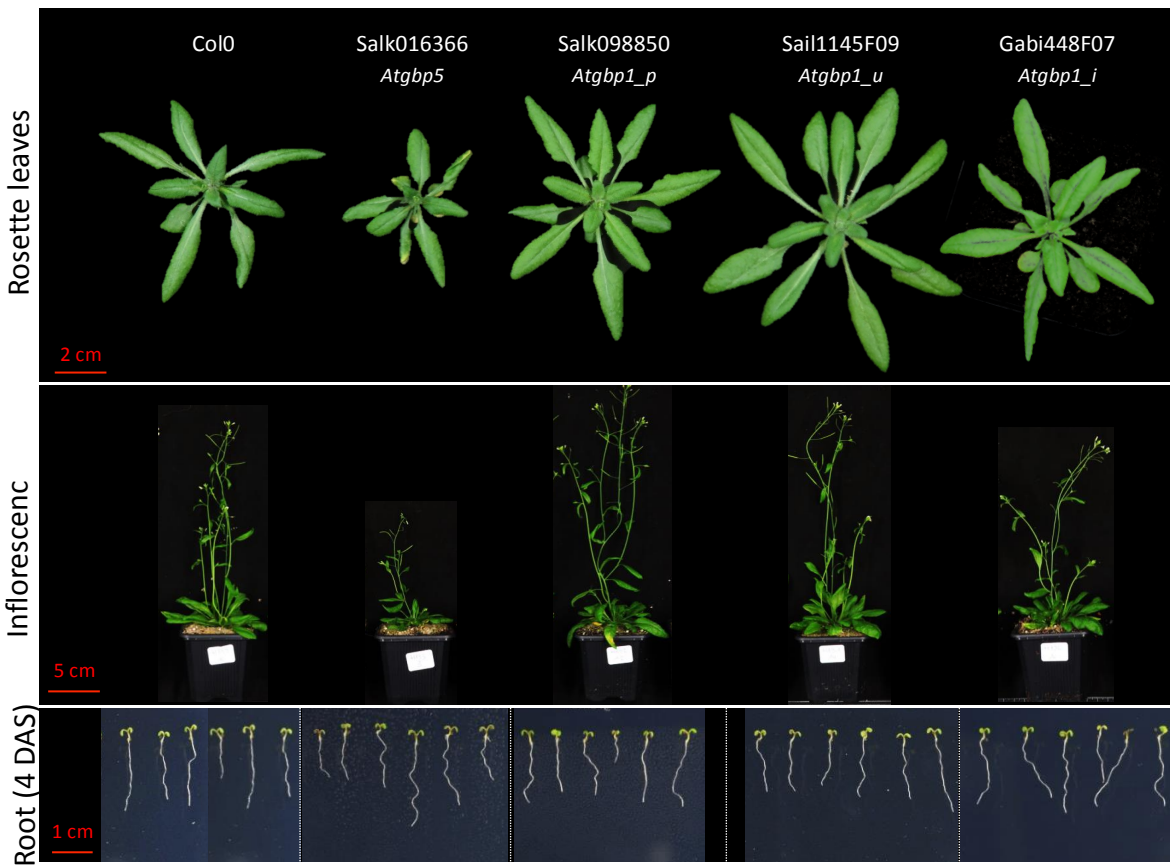 Col0
Salk016366
Atgbp5
Salk098850
Atgbp1_p
Sail1145F09
Atgbp1_u
Gabi448F07
Atgbp1_i
Rosette leaves
2 cm
Inflorescenc
5 cm
Root (4 DAS)
1 cm